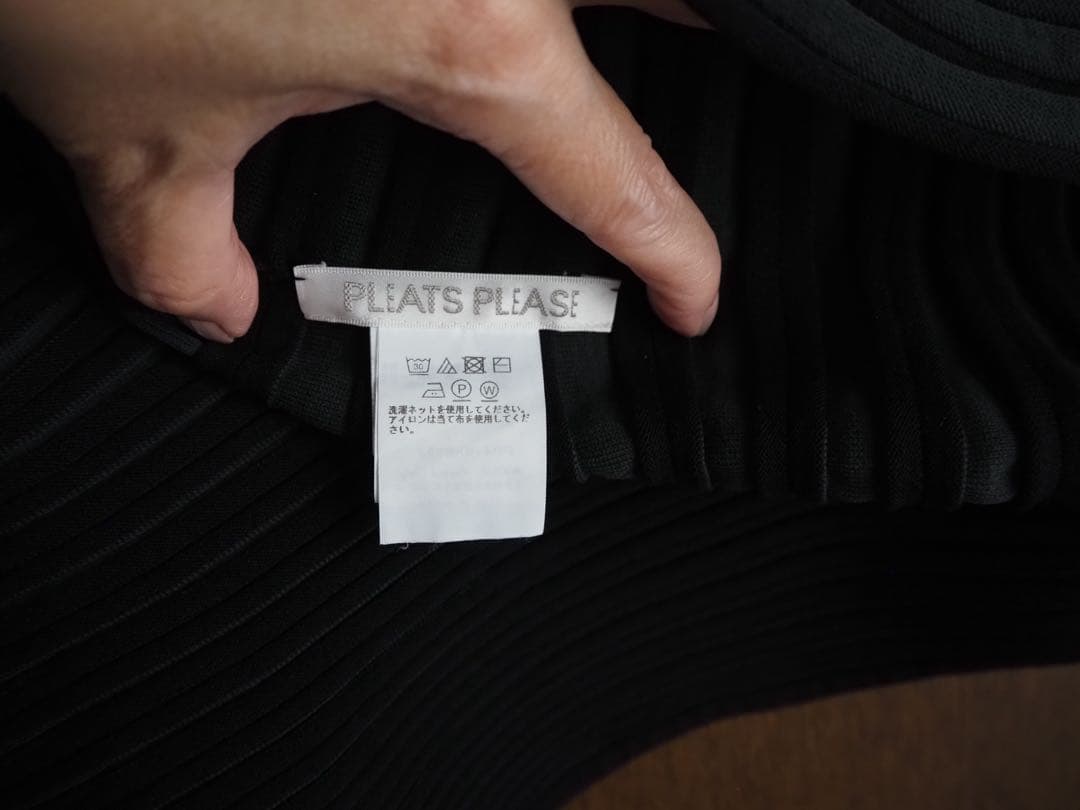 PLEATS PLEASE
30
P W
洗濯ネットを使用してください。
アイロンは当て布を使用してくだ
さい。